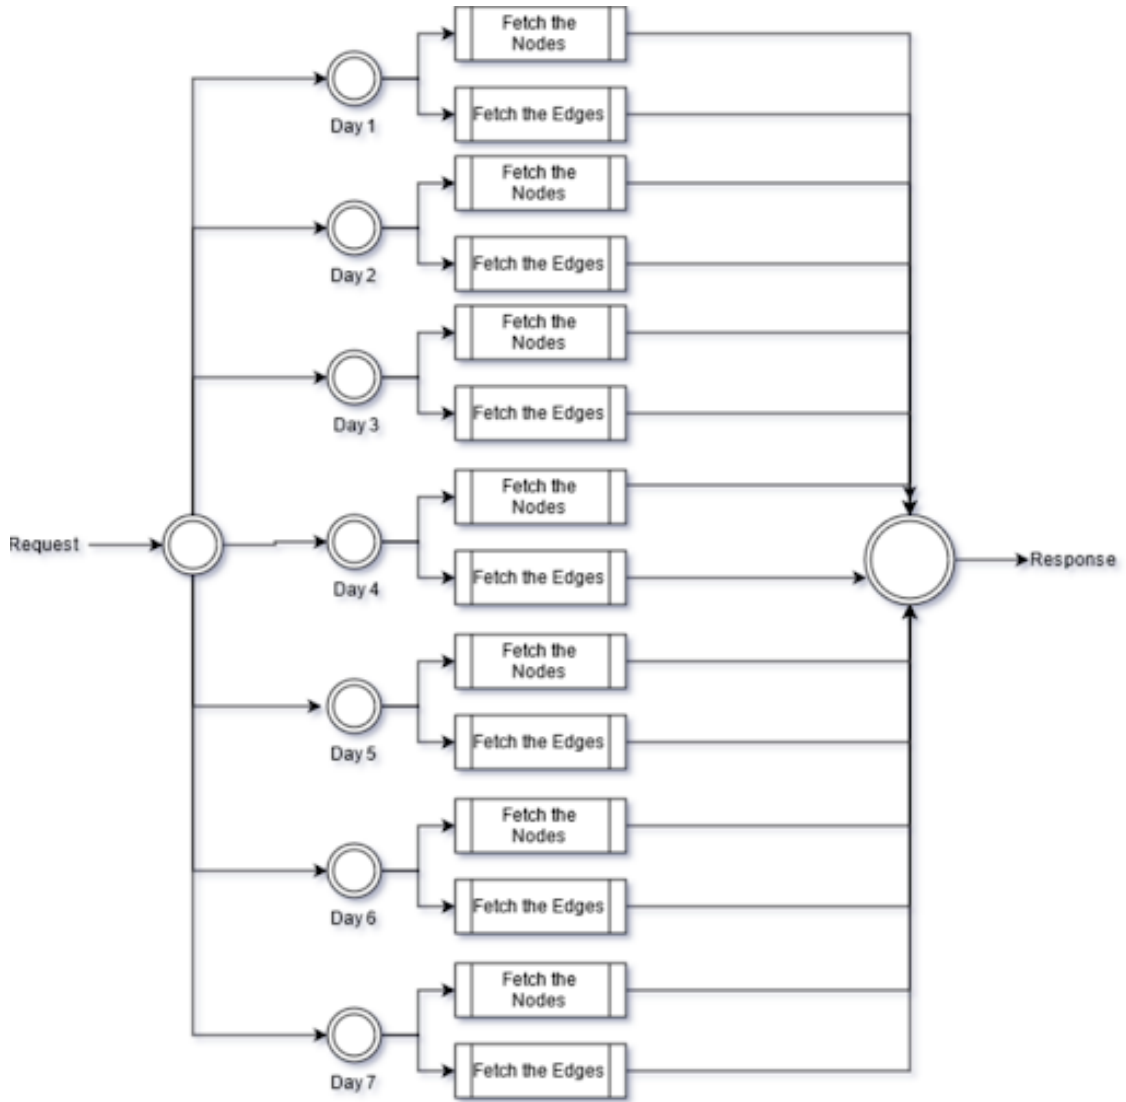 Fetch the
Nodes
Fetch the Edges
Day 1
Fetch the
Nodes
Fetch the Edges
Day 2
Fetch the
Nodes
Fetch the Edges
Day 3
Fetch the
Nodes
Request
Response
Fetch the Edges
Day 4
Fetch the
Nodes
Fetch the Edges
Day 5
Fetch the
Nodes
Fetch the Edges
Day 6
Fetch the
Nodes
Fetch the Edges
Day 7